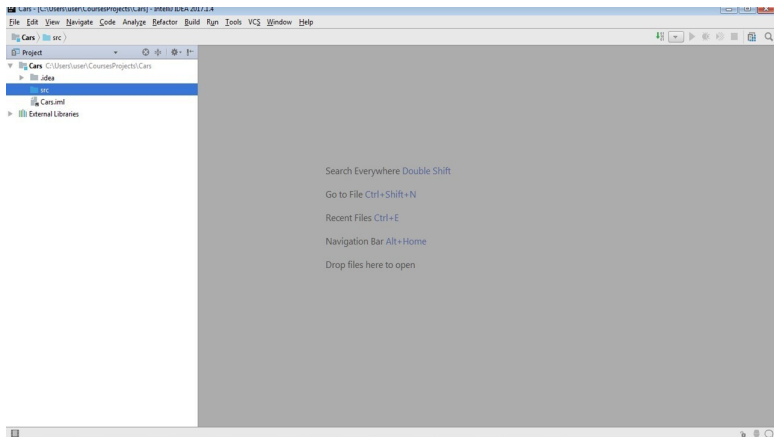 Cars - [C:\Users\user\CoursesProjects\Cars] - IntelliJ IDEA 2017.1.4
File Edit View Navigate Code Analyze Refactor Build Run Tools VCS Window Help
Cars src
Project
Cars C:\Users\user\CoursesProjects\Cars
.idea
src
Cars.iml
External Libraries
Search Everywhere Double Shift
Go to File Ctrl+Shift+N
Recent Files Ctrl+E
Navigation Bar Alt+Home
Drop files here to open